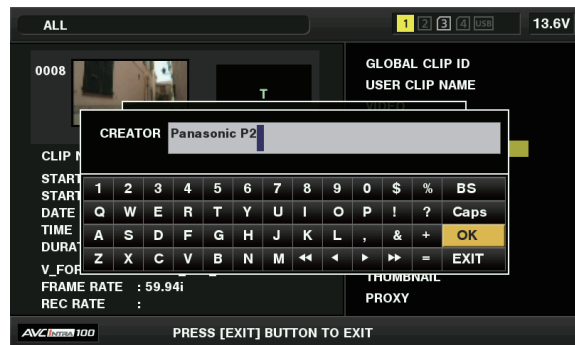 ALL
1 2 3 4 USB
13.6V
0008
T
GLOBAL CLIP ID
USER CLIP NAME
VIDEO
CREATOR Panasonic P2
CLIP
START
START
DATE
TIME
DURAT
V_FOR
FRAME RATE : 59.94i
REC RATE :
1 2 3 4 5 6 7 8 9 0 $ % BS
Q W E R T Y U I O P ! ? Caps
A S D F G H J K L , & + OK
Z X C V B N M ◀◀ ◀ ▶ ▶▶ = EXIT
THUMBNAIL
PROXY
AVC INTRA 100
PRESS [EXIT] BUTTON TO EXIT